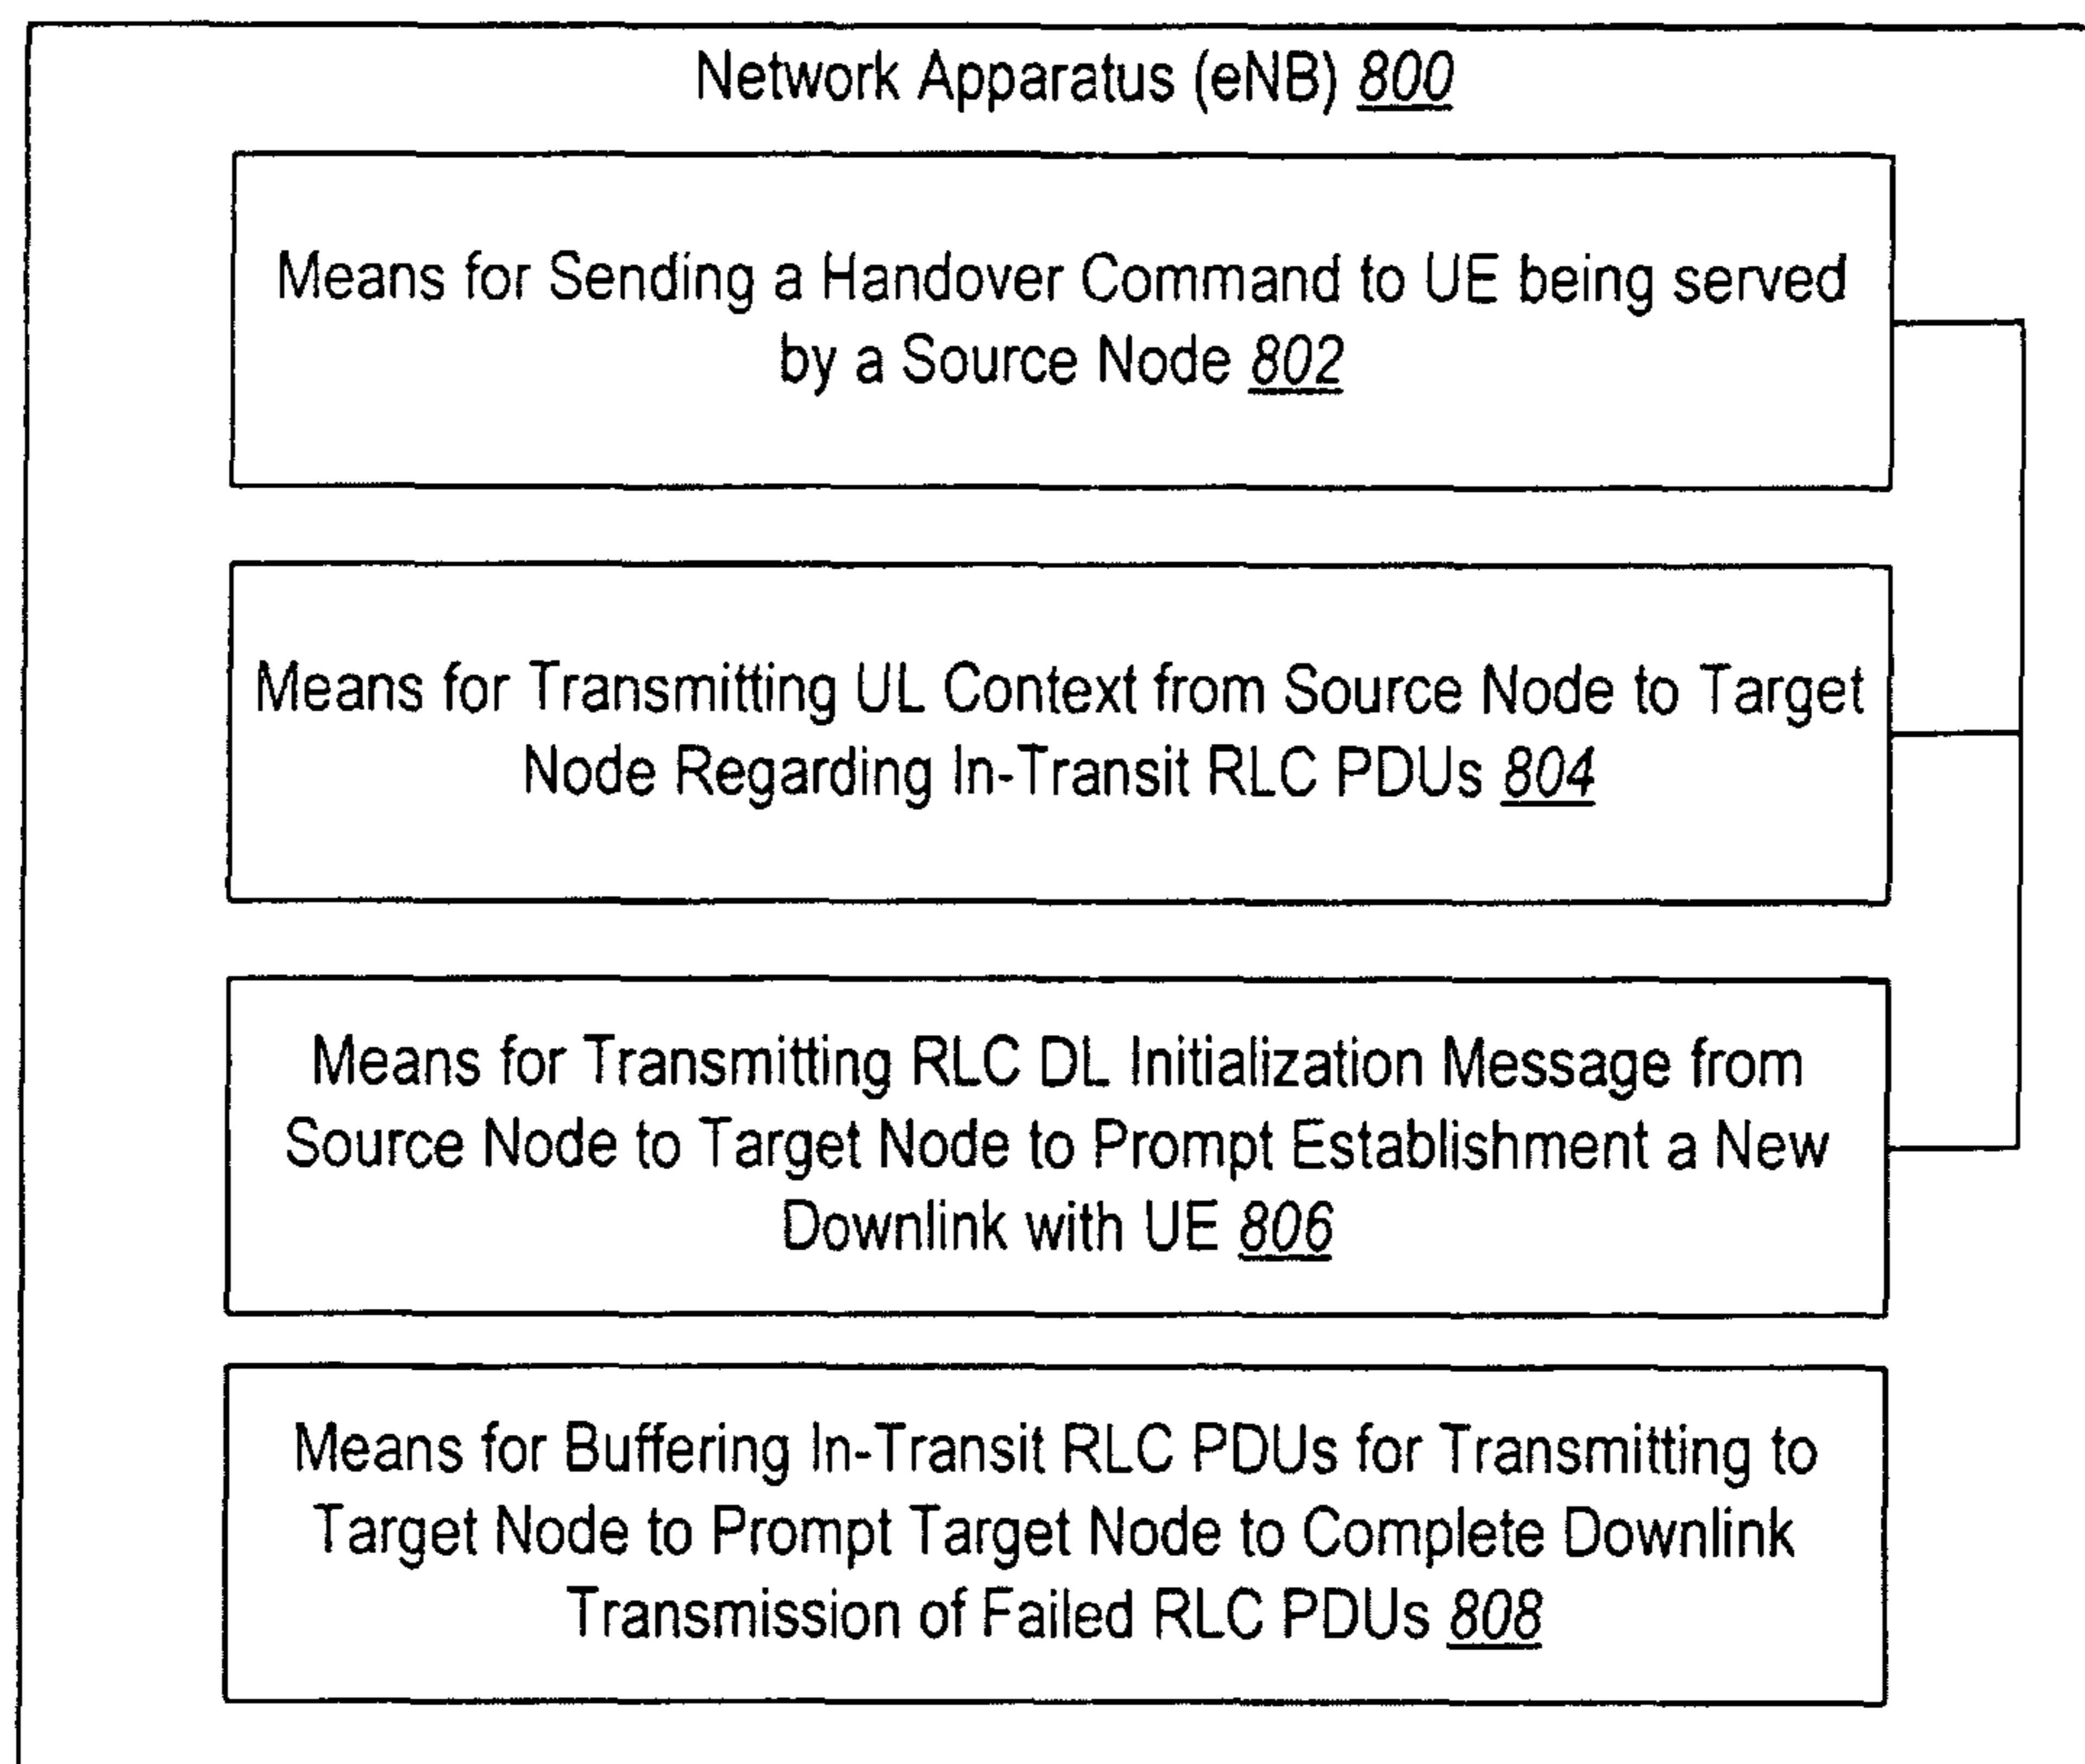 Network Apparatus (eNB) 800
Means for Sending a Handover Command to UE being served
by a Source Node 802
Means for Transmitting UL Context from Source Node to Target
Node Regarding In-Transit RLC PDUs 804
Means for Transmitting RLC DL Initialization Message from
Source Node to Target Node to Prompt Establishment a New
Downlink with UE 806
Means for Buffering In-Transit RLC PDUs for Transmitting to
Target Node to Prompt Target Node to Complete Downlink
Transmission of Failed RLC PDUs 808